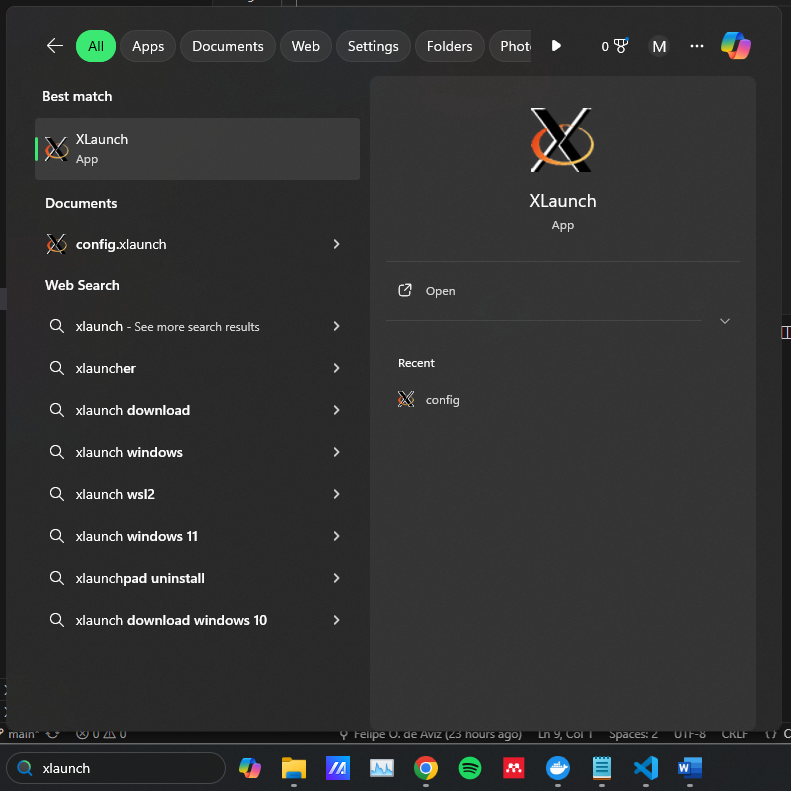 All
Apps
Documents
Web
Settings
Folders
Phot
0
M
Best match
XLaunch
App
Documents
config.xlaunch
Web Search
xlaunch - See more search results
xlauncher
xlaunch download
xlaunch windows
xlaunch wsl2
xlaunch windows 11
xlaunchpad uninstall
xlaunch download windows 10
XLaunch
App
Open
Recent
config
main*
0
0
Felipe O. de Aviz (23 hours ago)
Ln 9, Col 1
Spaces: 2
UTF-8
CRLF
xlaunch